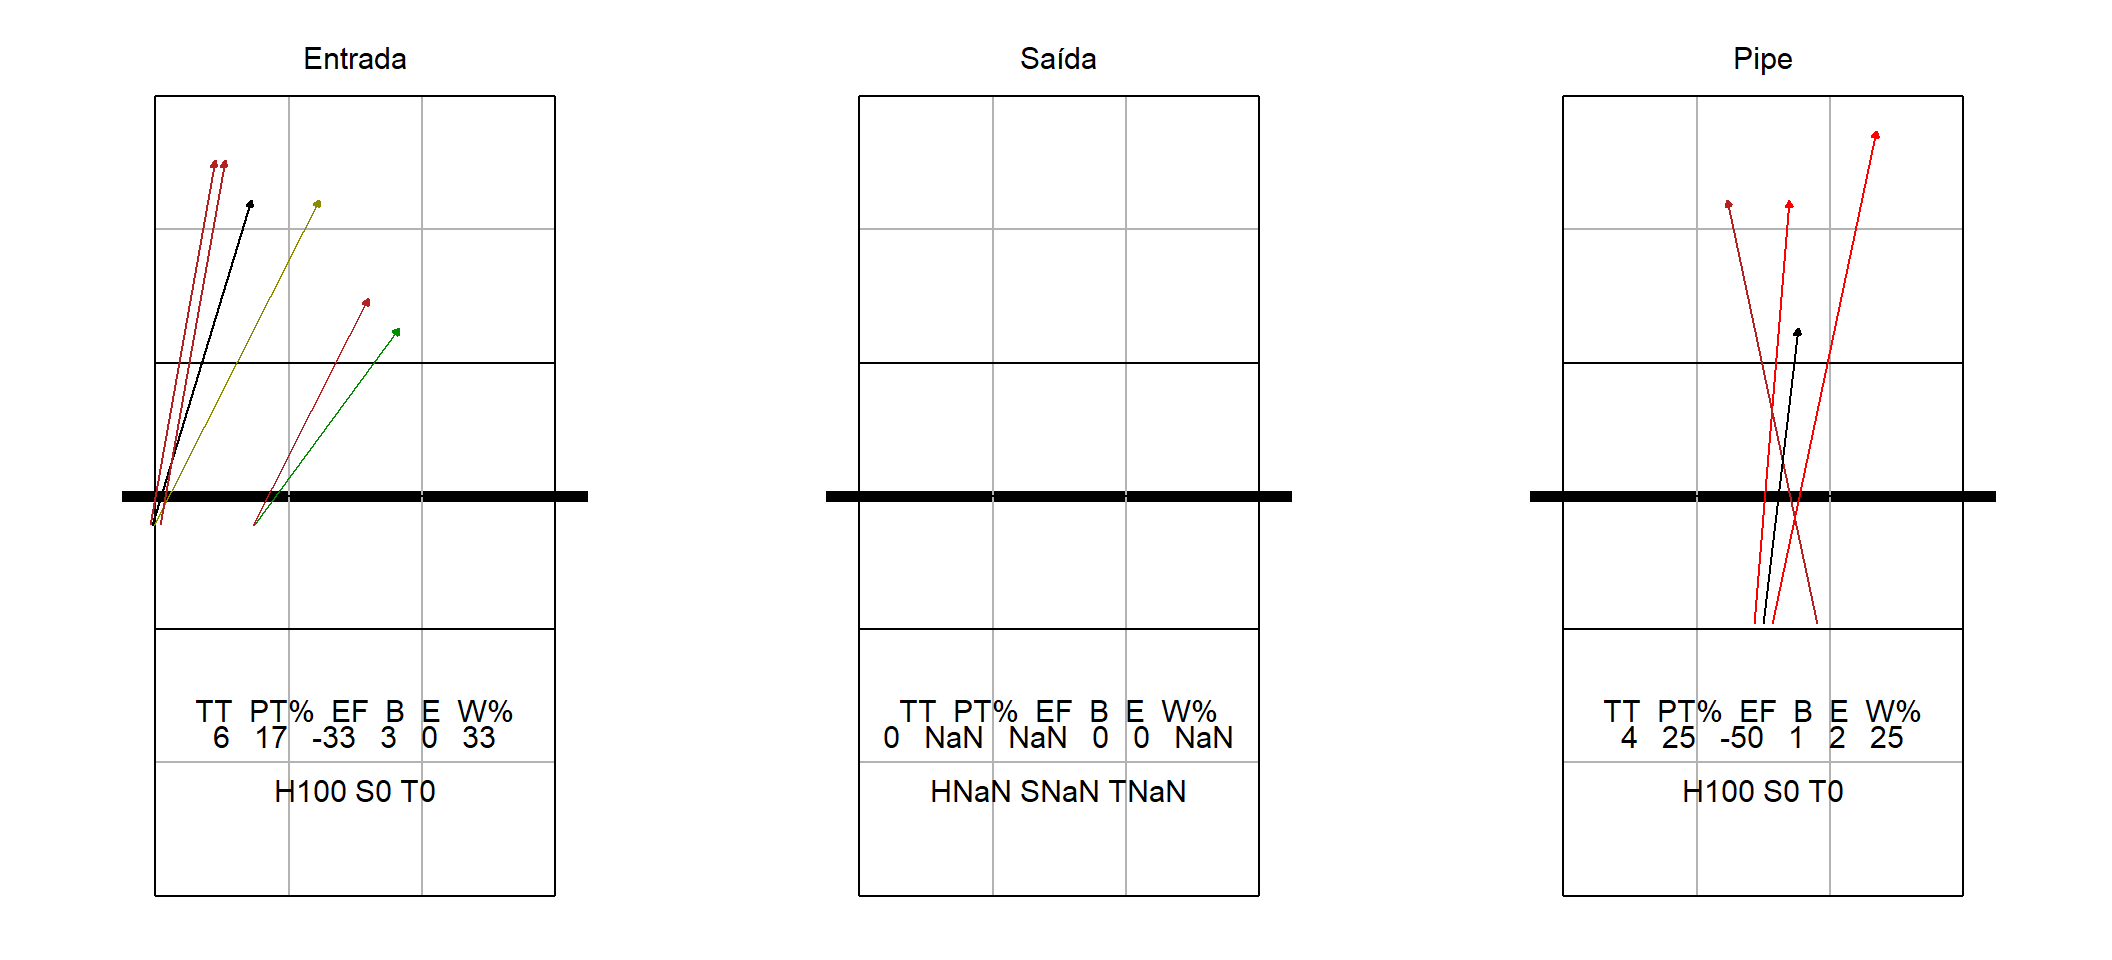 Entrada
TT PT% EF B E W%
6 17 -33 3 0 33
H100 S0 T0
Saída
TT PT% EF B E W%
0 NaN NaN 0 0 NaN
HNaN SNaN TNaN
Pipe
TT PT% EF B E W%
4 25 -50 1 2 25
H100 S0 T0